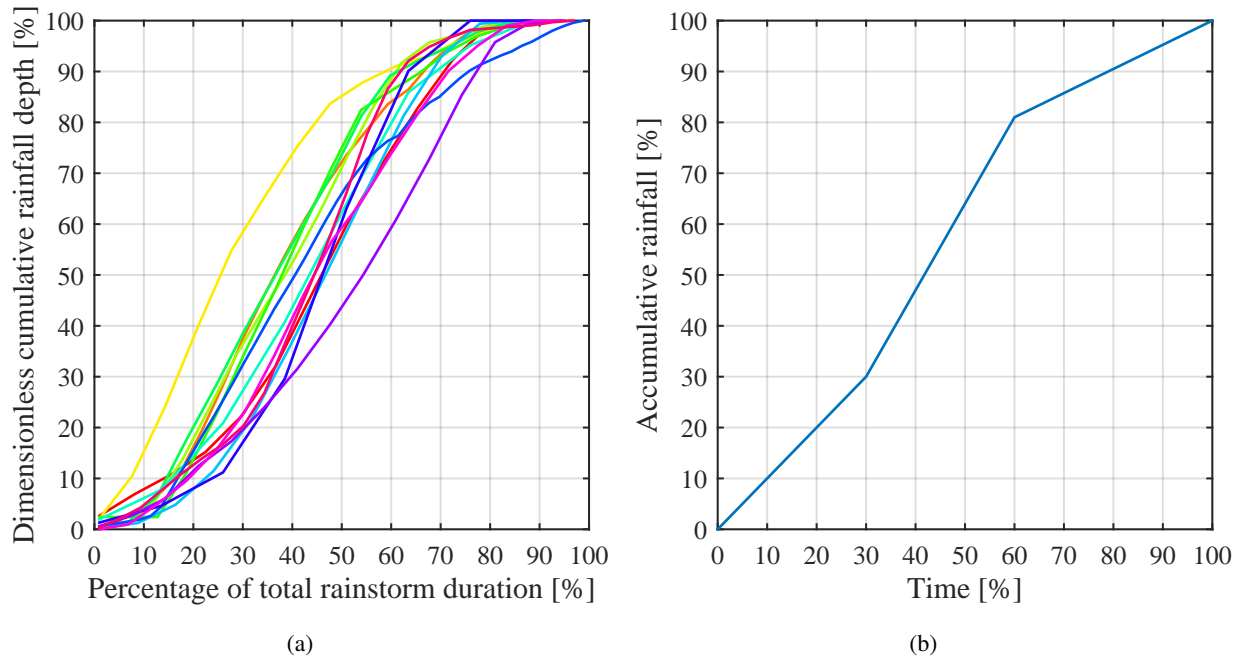 Dimensionless cumulative rainfall depth [%]
100
90
80
70
60
50
40
30
20
10
0
0 10 20 30 40 50 60 70 80 90 100
Percentage of total rainstorm duration [%]
(a)
Accumulative rainfall [%]
100
90
80
70
60
50
40
30
20
10
0
0 10 20 30 40 50 60 70 80 90 100
Time [%]
(b)